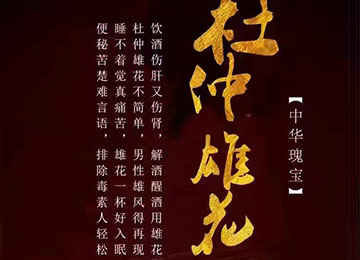 【中华瑰宝】
杜仲雄花
饮酒伤肝又伤肾，解酒醒酒用雄花
杜仲雄花不简单，男性雄风得再现
睡不着觉真痛苦，雄花一杯好入眠
便秘苦楚难言语，排除毒素人轻松